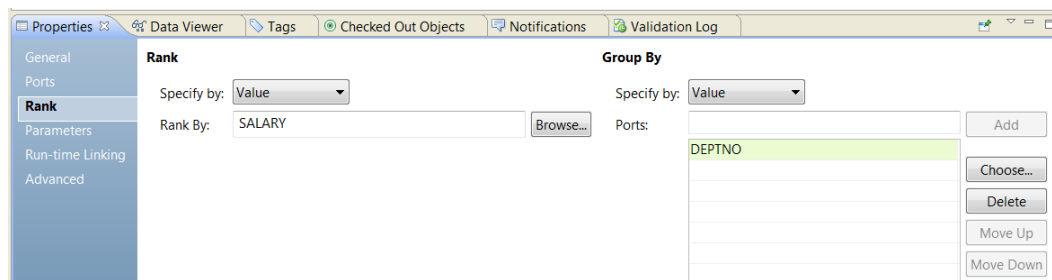 Properties Data Viewer Tags Checked Out Objects Notifications Validation Log
General
Ports
Rank
Parameters
Run-time Linking
Advanced
Rank
Specify by: Value
Rank By: SALARY Browse...
Group By
Specify by: Value
Ports: Add
DEPTNO
Choose...
Delete
Move Up
Move Down